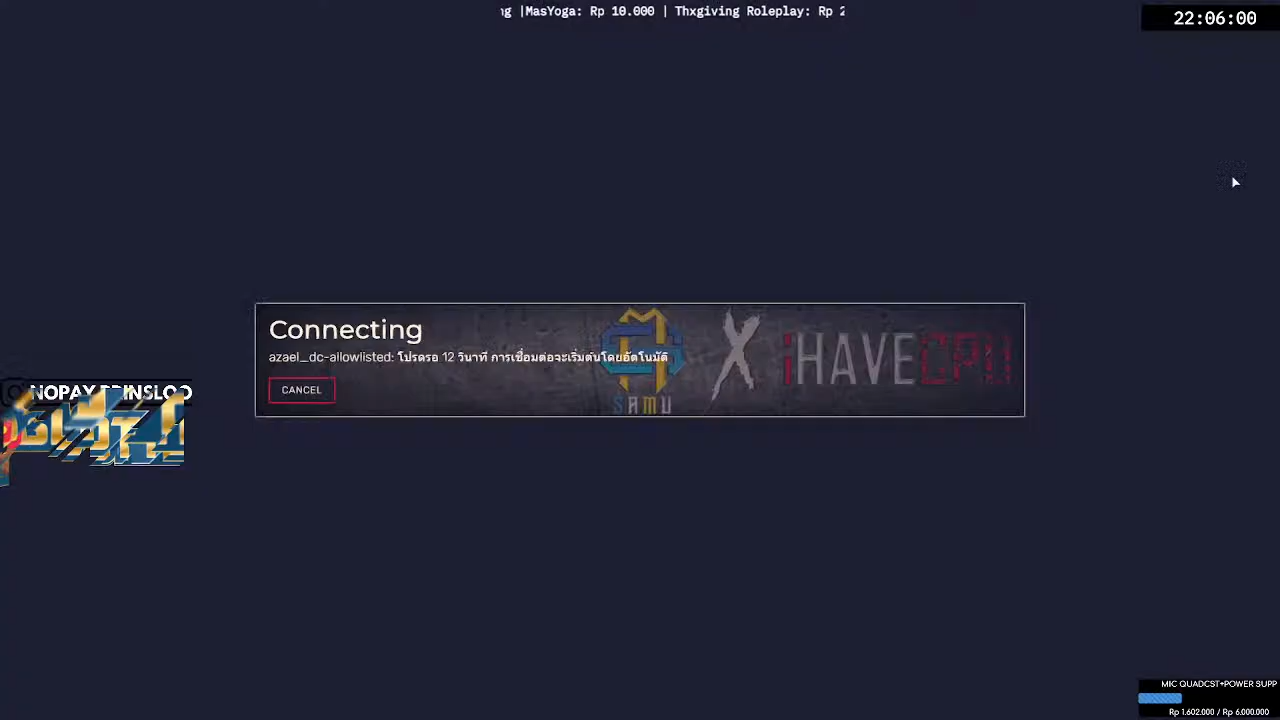 |MasYoga: Rp 10.000 | Thxgiving Roleplay: Rp
22:06:00
Connecting
azael_dc-allowlisted: โปรดรอ 12 วินาที การเชื่อมต่อจะเริ่มต้นโดยอัตโนมัติ
CANCEL
SAMU
X
iHAVECPU
NOPAY PRINSLOO
MIC QUADCST+POWER SUPP
Rp 1.602.000 / Rp 6.000.000